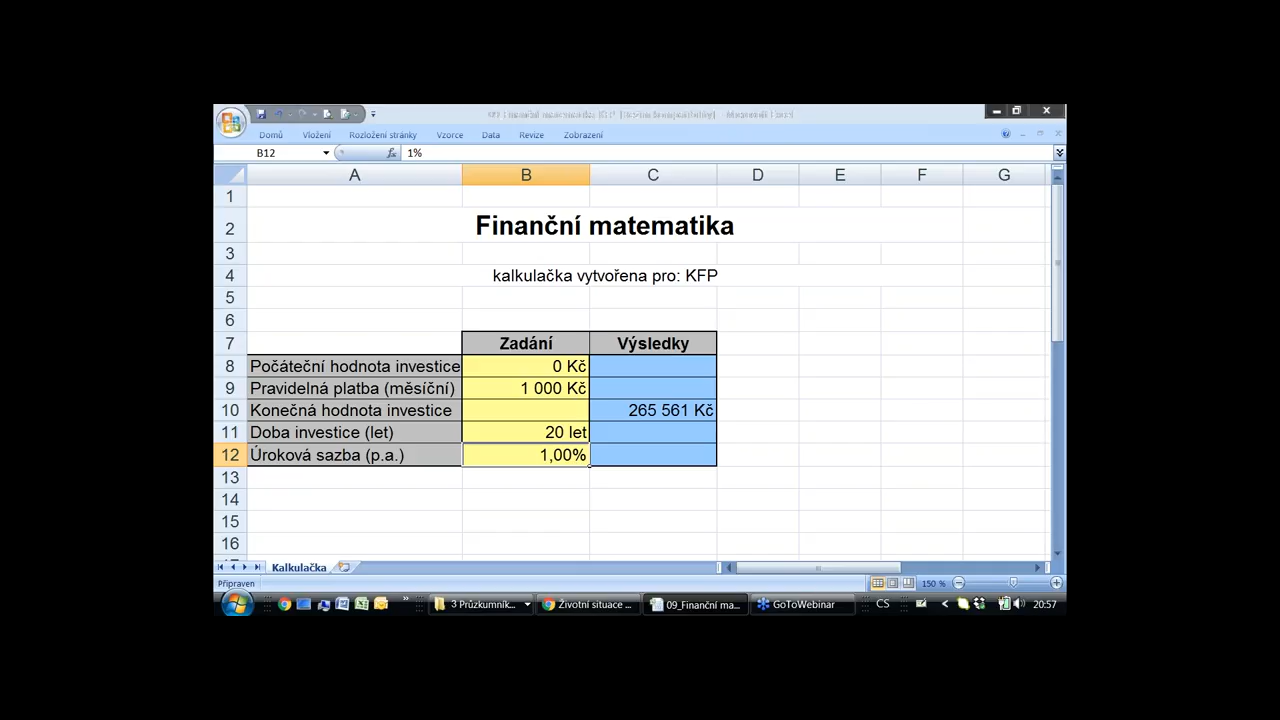 Domů Vložení Rozložení stránky Vzorce Data Revize Zobrazení
B12 fx 1%
A B C D E F G
1
2 Finanční matematika
3
4 kalkulačka vytvořena pro: KFP
5
6
7 Zadání Výsledky
8 Počáteční hodnota investice 0 Kč
9 Pravidelná platba (měsíční) 1 000 Kč
10 Konečná hodnota investice 265 561 Kč
11 Doba investice (let) 20 let
12 Úroková sazba (p.a.) 1,00%
13
14
15
16
Kalkulačka
Připraven 150 %
3 Průzkumník... Životní situace ... 09_Finanční ma... GoToWebinar CS 20:57